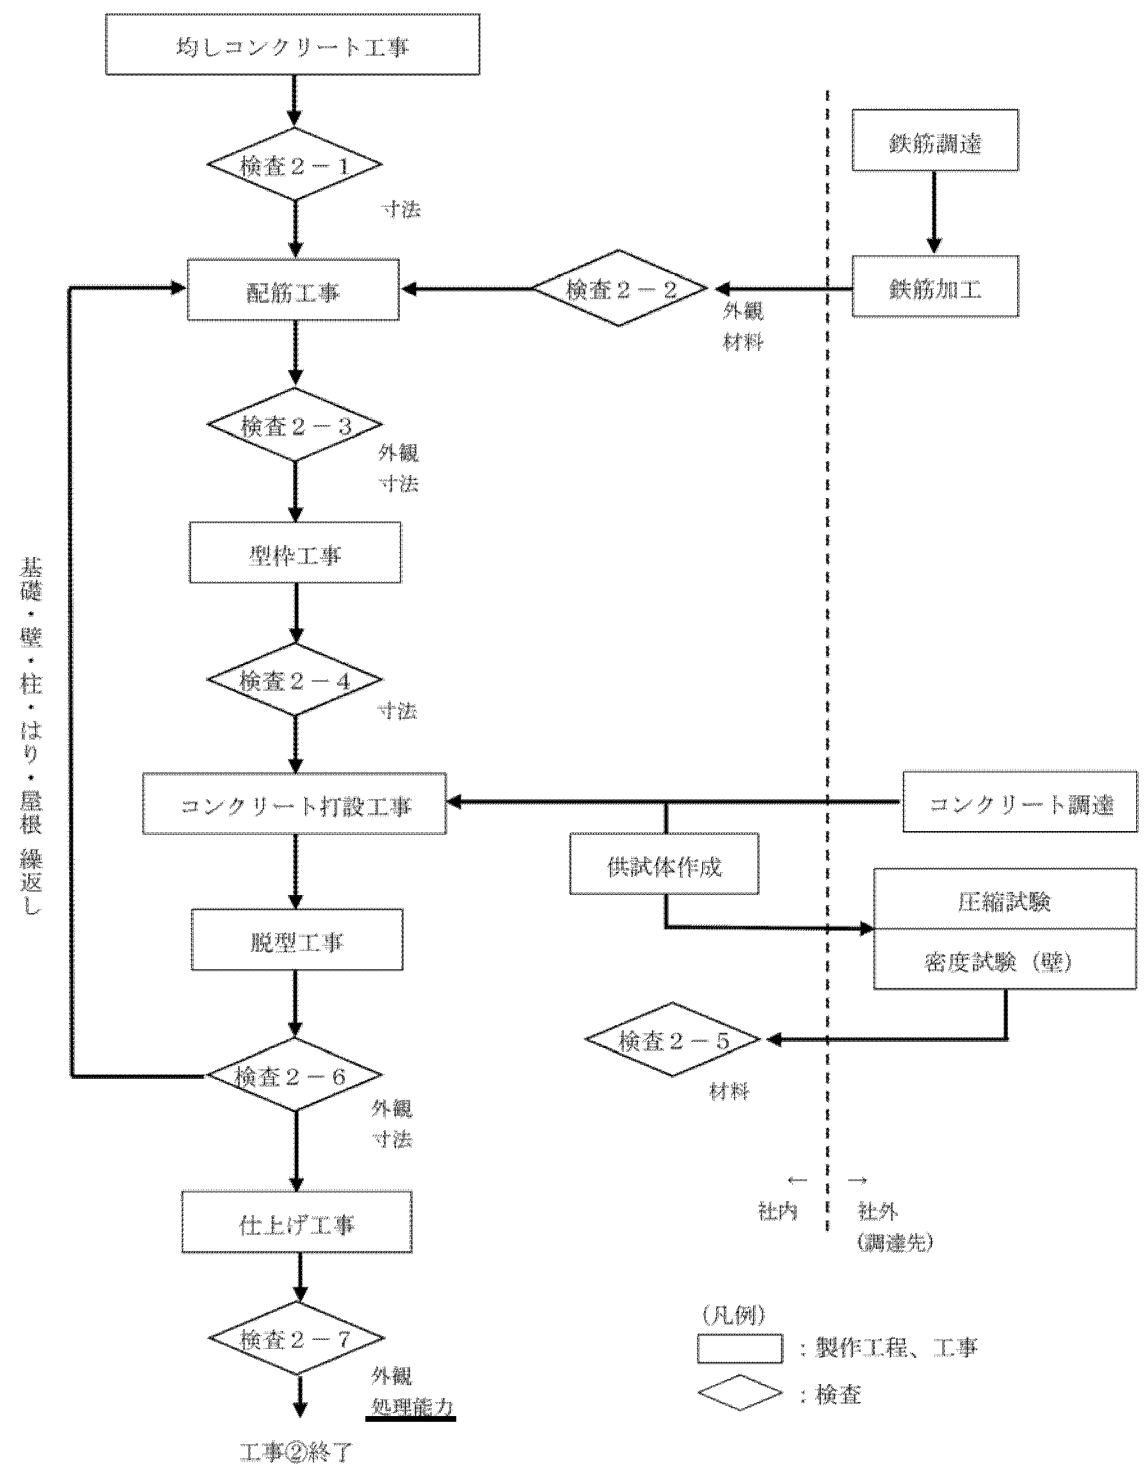 均しコンクリート工事
検査2-1
寸法
鉄筋調達
配筋工事
検査2-2
外観
材料
鉄筋加工
検査2-3
外観
寸法
型枠工事
検査2-4
寸法
基礎・壁・柱・はり・屋根 繰返し
コンクリート打設工事
コンクリート調達
供試体作成
圧縮試験
密度試験（壁）
脱型工事
検査2-5
材料
検査2-6
外観
寸法
← →
社内 社外
(調達先)
仕上げ工事
検査2-7
外観
処理能力
工事②終了
(凡例)
：製作工程、工事
：検査